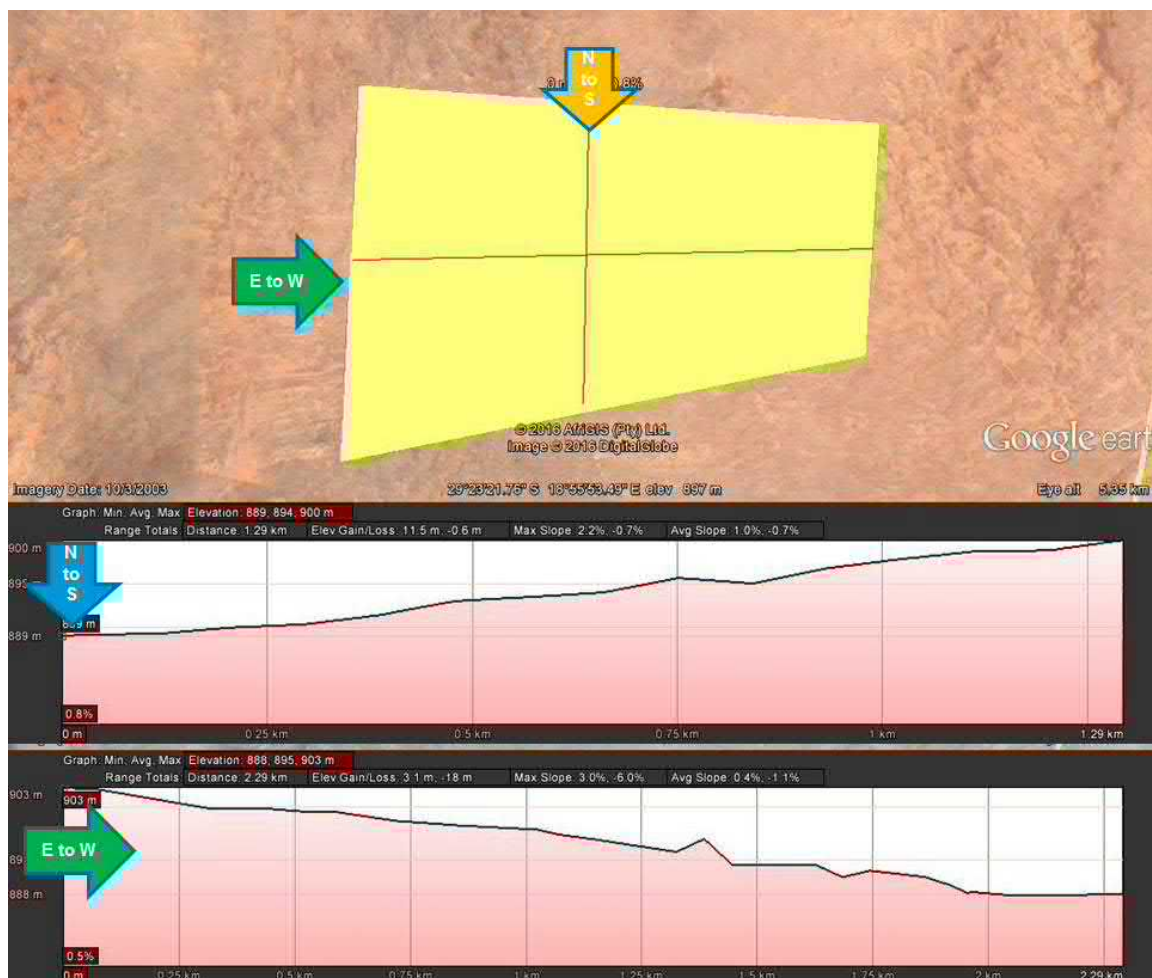 N
to
S
8%
E to W
© 2016 AfriGIS (Pty) Ltd.
Image © 2016 DigitalGlobe
Google eart
Imagery Date: 10/3/2003 29°23'21.76" S 18°55'53.49" E elev 897 m Eye alt 5.35 km
Graph: Min, Avg, Max Elevation: 889, 894, 900 m
Range Totals: Distance: 1.29 km Elev Gain/Loss: 11.5 m, -0.6 m Max Slope: 2.2%, -0.7% Avg Slope: 1.0%, -0.7%
900 m
N
to
S
895 m
889 m
889 m
0.8%
0 m 0.25 km 0.5 km 0.75 km 1 km 1.29 km
Graph: Min, Avg, Max Elevation: 888, 895, 903 m
Range Totals: Distance: 2.29 km Elev Gain/Loss: 3.1 m, -18 m Max Slope: 3.0%, -6.0% Avg Slope: 0.4%, -1.1%
903 m 903 m
E to W
888 m
0.5%
0 m 0.25 km 0.5 km 0.75 km 1 km 1.25 km 1.5 km 1.75 km 2 km 2.29 km